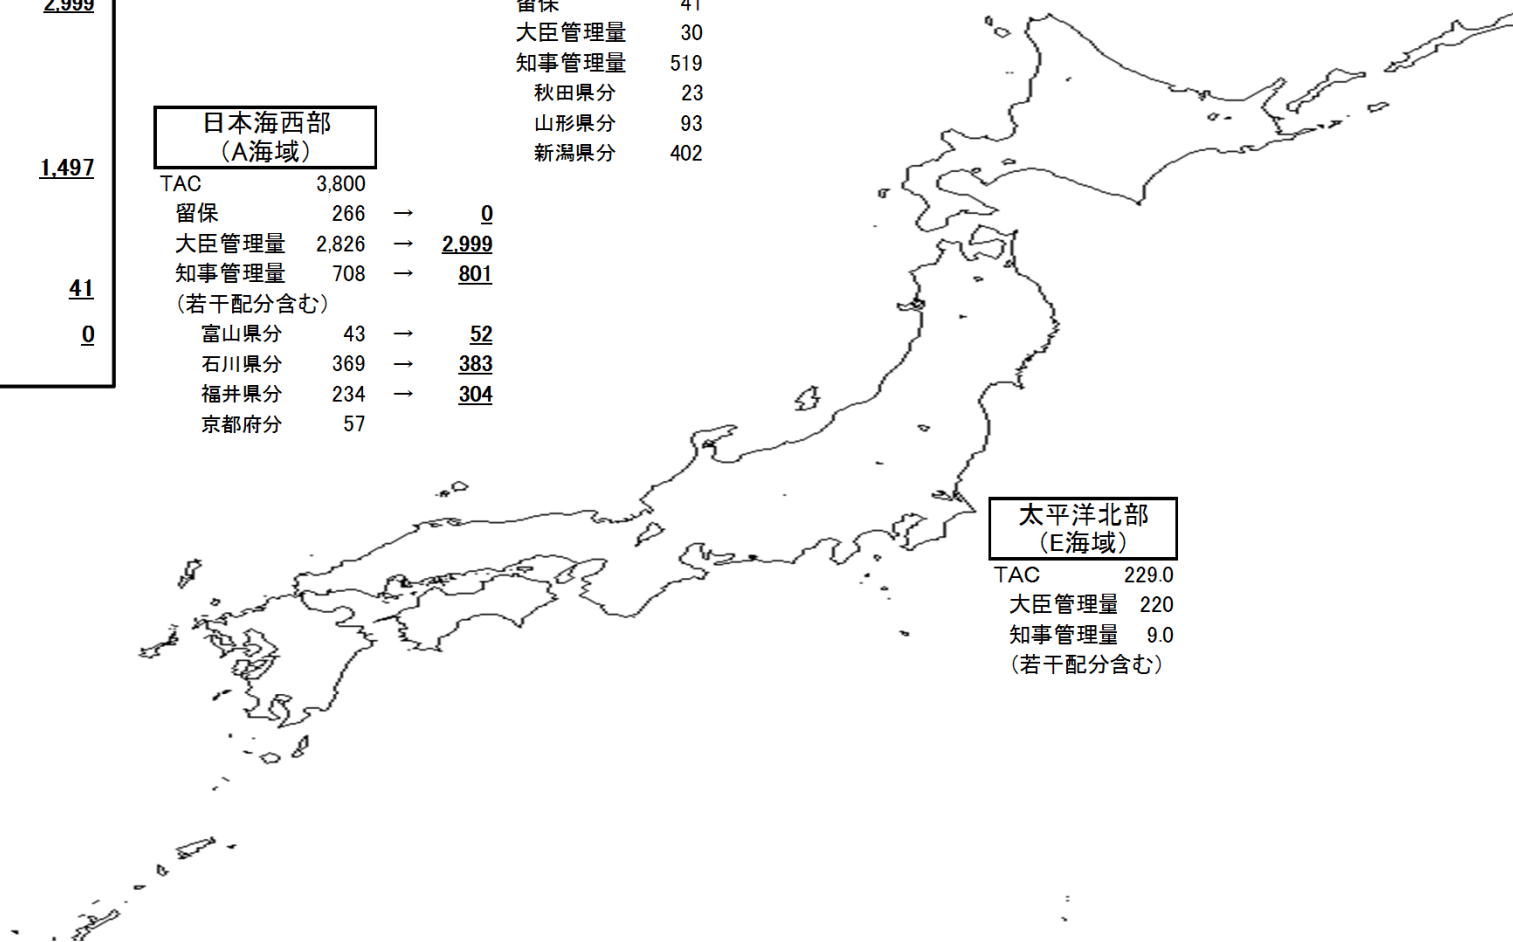 2,999
1,497
41
0
留保 41
大臣管理量 30
知事管理量 519
秋田県分 23
山形県分 93
新潟県分 402
日本海西部
（A海域）
TAC 3,800
留保 266 → 0
大臣管理量 2,826 → 2,999
知事管理量 708 → 801
（若干配分含む）
富山県分 43 → 52
石川県分 369 → 383
福井県分 234 → 304
京都府分 57
太平洋北部
（E海域）
TAC 229.0
大臣管理量 220
知事管理量 9.0
（若干配分含む）